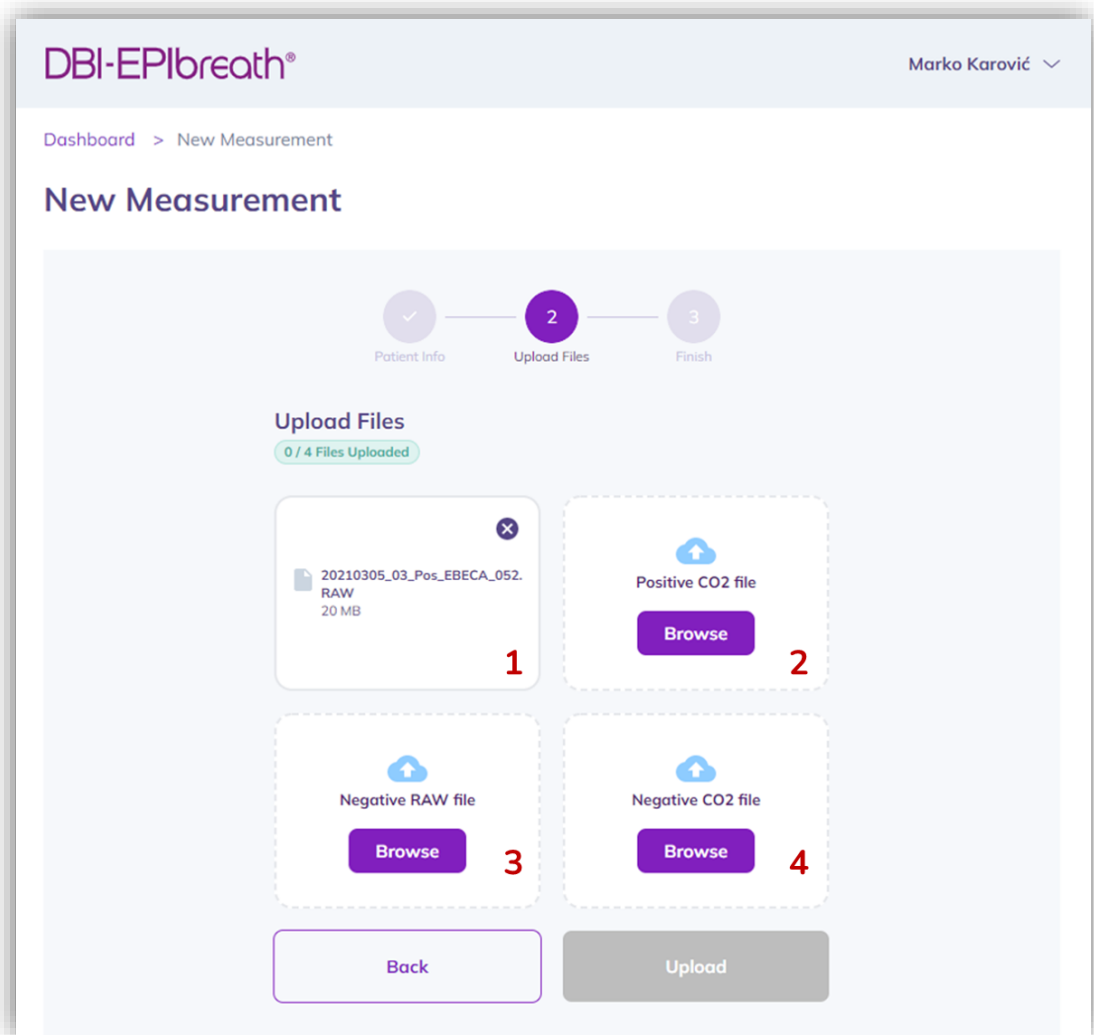 DBI-EPIbreath®
Marko Karović
Dashboard > New Measurement
New Measurement
2
3
Patient Info
Upload Files
Finish
Upload Files
0 / 4 Files Uploaded
20210305_03_Pos_EBECA_052.
RAW
20 MB
1
Positive CO2 file
Browse
2
Negative RAW file
Browse
3
Negative CO2 file
Browse
4
Back
Upload